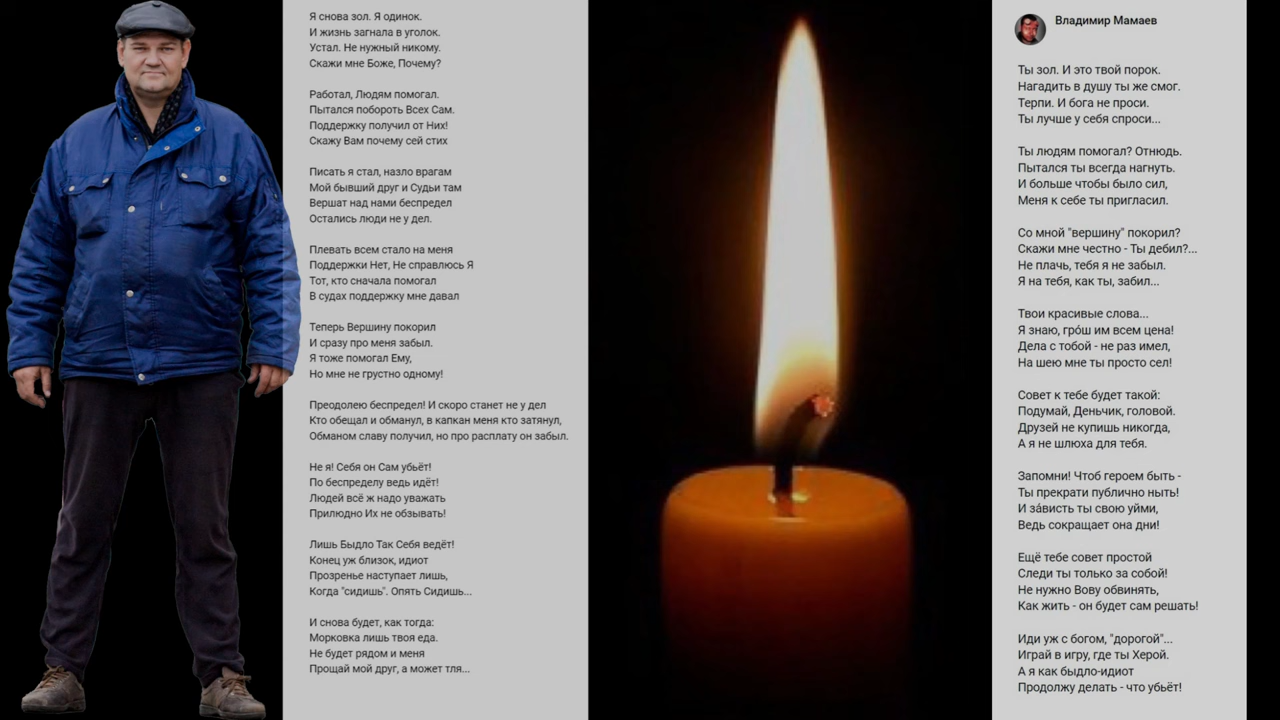 Я снова зол. Я одинок.
И жизнь загнала в уголок.
Устал. Не нужный никому.
Скажи мне Боже, Почему?
Работал, Людям помогал.
Пытался побороть Всех Сам.
Поддержку получил от Них!
Скажу Вам почему сей стих
Писать я стал, назло врагам
Мой бывший друг и Судьи там
Вершат над нами беспредел
Остались люди не у дел.
Плевать всем стало на меня
Поддержки Нет, Не справлюсь Я
Тот, кто сначала помогал
В судах поддержку мне давал
Теперь Вершину покорил
И сразу про меня забыл.
Я тоже помогал Ему,
Но мне не грустно одному!
Преодолею беспредел! И скоро станет не у дел
Кто обещал и обманул, в капкан меня кто затянул,
Обманом славу получил, но про расплату он забыл.
Не я! Себя он Сам убьёт!
По беспределу ведь идёт!
Людей всё ж надо уважать
Прилюдно Их не обзывать!
Лишь Быдло Так Себя ведёт!
Конец уж близок, идиот
Прозренье наступает лишь,
Когда "сидишь". Опять Сидишь...
И снова будет, как тогда:
Морковка лишь твоя еда.
Не будет рядом и меня
Прощай мой друг, а может тля...
Владимир Мамаев
Ты зол. И это твой порок.
Нагадить в душу ты же смог.
Терпи. И бога не проси.
Ты лучше у себя спроси...
Ты людям помогал? Отнюдь.
Пытался ты всегда нагнуть.
И больше чтобы было сил,
Меня к себе ты пригласил.
Со мной "вершину" покорил?
Скажи мне честно - Ты дебил?...
Не плачь, тебя я не забыл.
Я на тебя, как ты, забил...
Твои красивые слова...
Я знаю, гро́ш им всем цена!
Дела с тобой - не раз имел,
На шею мне ты просто сел!
Совет к тебе будет такой:
Подумай, Деньчик, головой.
Друзей не купишь никогда,
А я не шлюха для тебя.
Запомни! Чтоб героем быть -
Ты прекрати публично ныть!
И за́висть ты свою уйми,
Ведь сокращает она дни!
Ещё тебе совет простой
Следи ты только за собой!
Не нужно Вову обвинять,
Как жить - он будет сам решать!
Иди уж с богом, "дорогой"...
Играй в игру, где ты Херой.
А я как быдло-идиот
Продолжу делать - что убьёт!